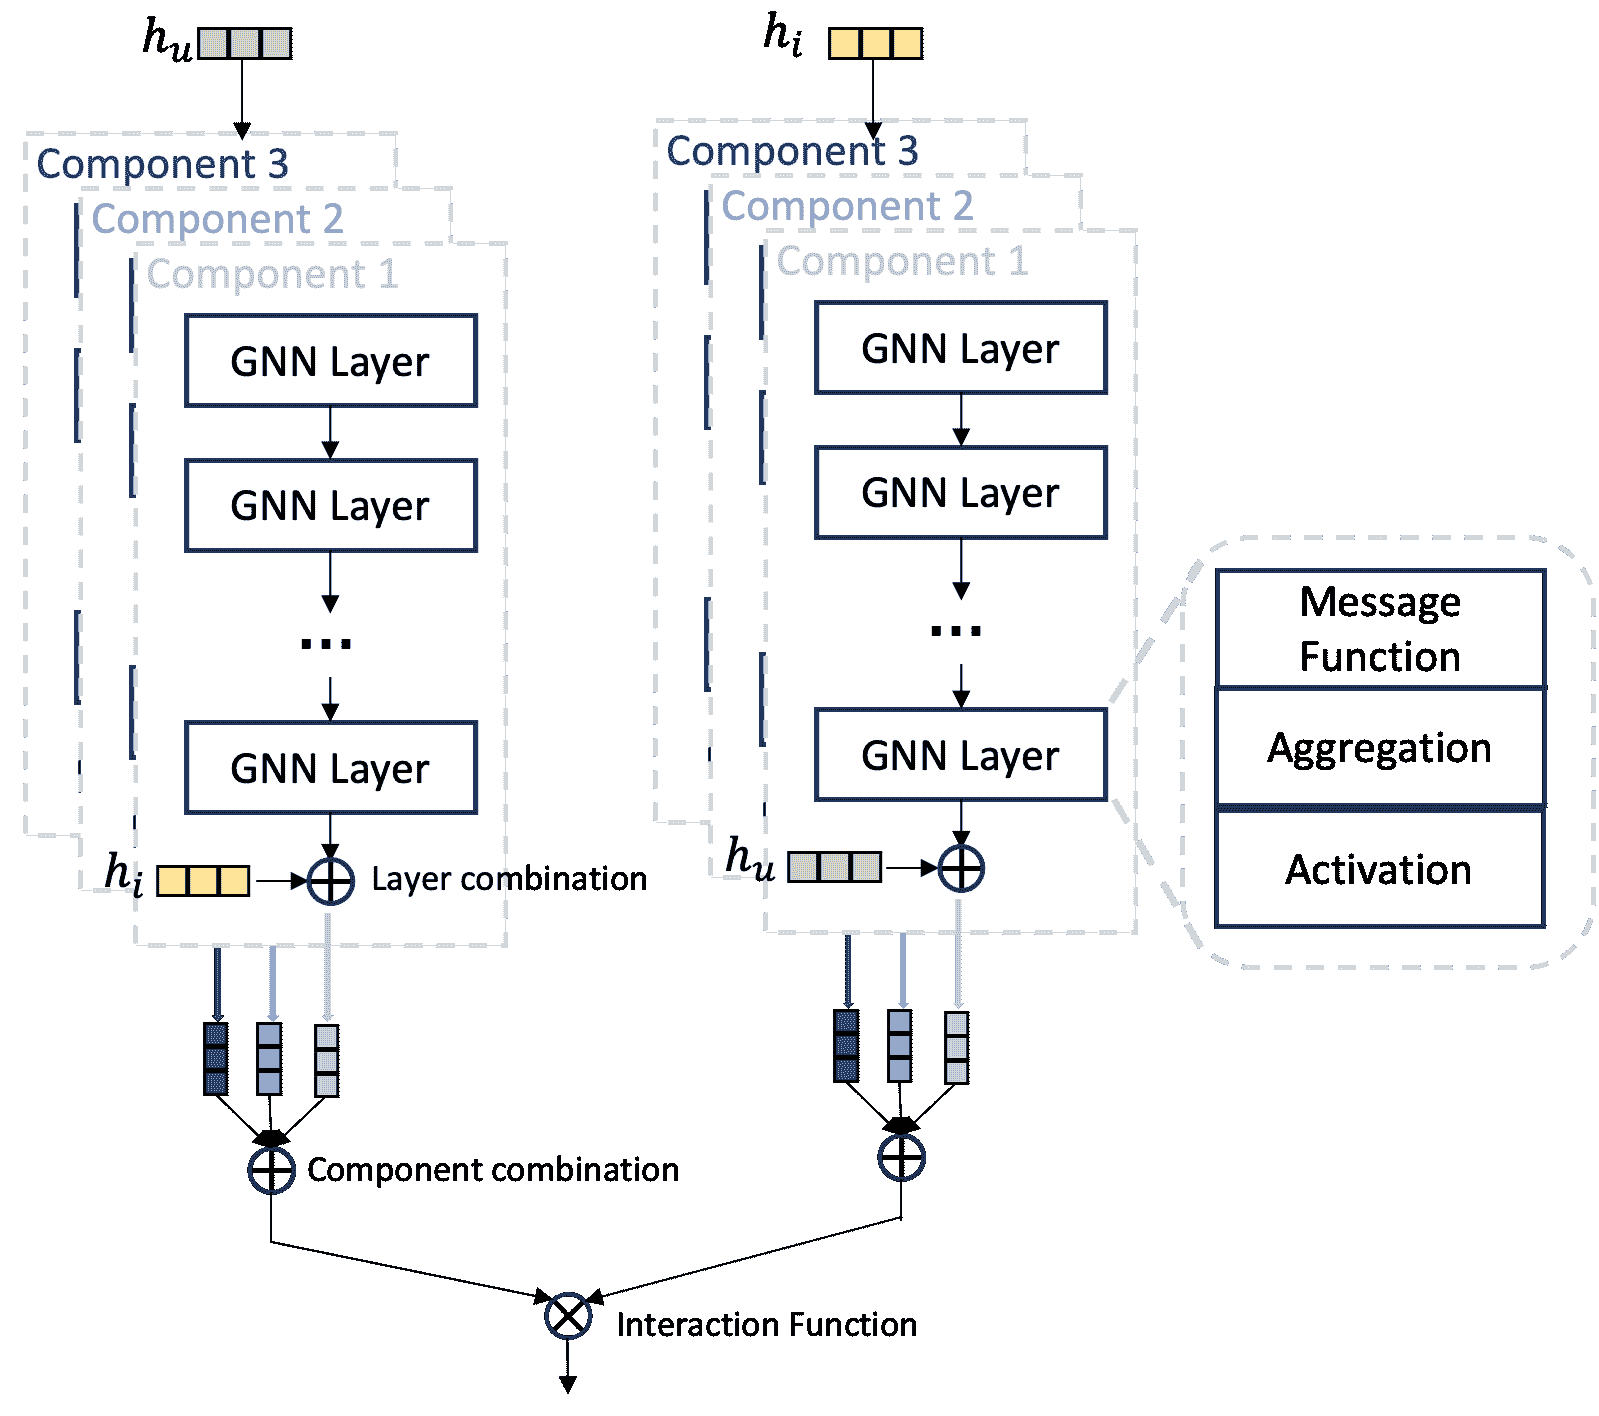 h_u
h_i
Component 3
Component 2
Component 1
GNN Layer
GNN Layer
...
GNN Layer
h_i
Layer combination
Component combination
Component 3
Component 2
Component 1
GNN Layer
GNN Layer
...
GNN Layer
h_u
Message
Function
Aggregation
Activation
Interaction Function